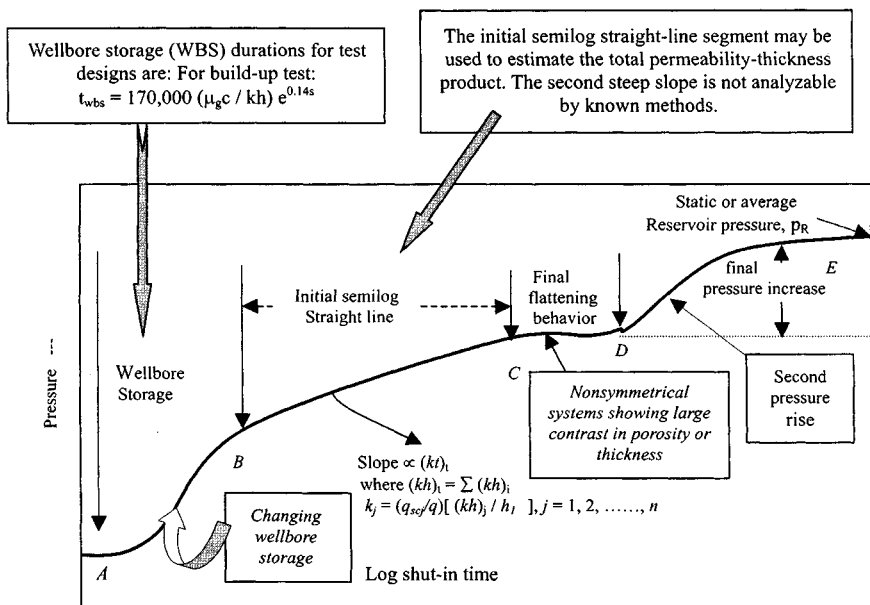 Wellbore storage (WBS) durations for test
designs are: For build-up test:
t_wbs = 170,000 (μ_gc / kh) e^0.14s
The initial semilog straight-line segment may be
used to estimate the total permeability-thickness
product. The second steep slope is not analyzable
by known methods.
Static or average
Reservoir pressure, p_R
E
final
pressure increase
Final
flattening
behavior
Initial semilog
Straight line
Pressure ---
Wellbore
Storage
C
D
Nonsymmetrical
systems showing large
contrast in porosity or
thickness
Second
pressure
rise
B
Slope ∝ (kt)_t
where (kh)_t = ∑ (kh)_i
k_j = (q_scj/q)[ (kh)_j / h_I ], j = 1, 2, ......, n
Changing
wellbore
storage
A
Log shut-in time